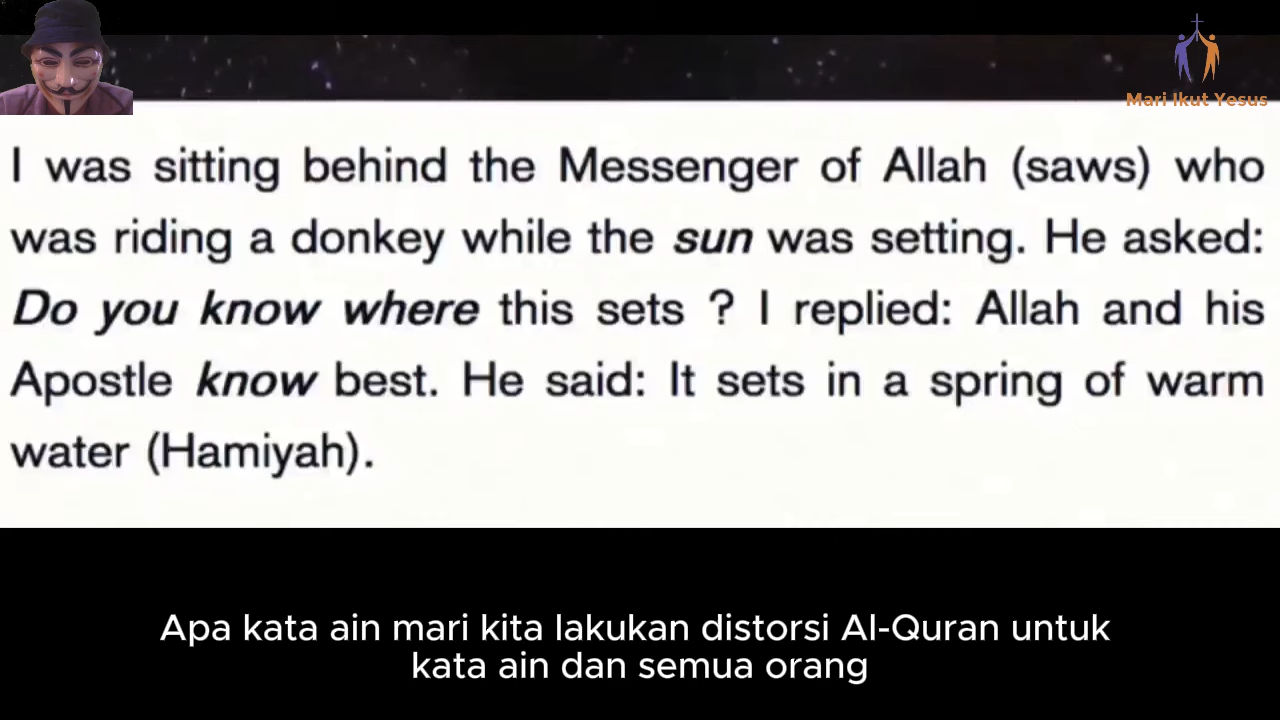 Mari Ikut Yesus
I was sitting behind the Messenger of Allah (saws) who
was riding a donkey while the sun was setting. He asked:
Do you know where this sets ? I replied: Allah and his
Apostle know best. He said: It sets in a spring of warm
water (Hamiyah).
Apa kata ain mari kita lakukan distorsi Al-Quran untuk
kata ain dan semua orang